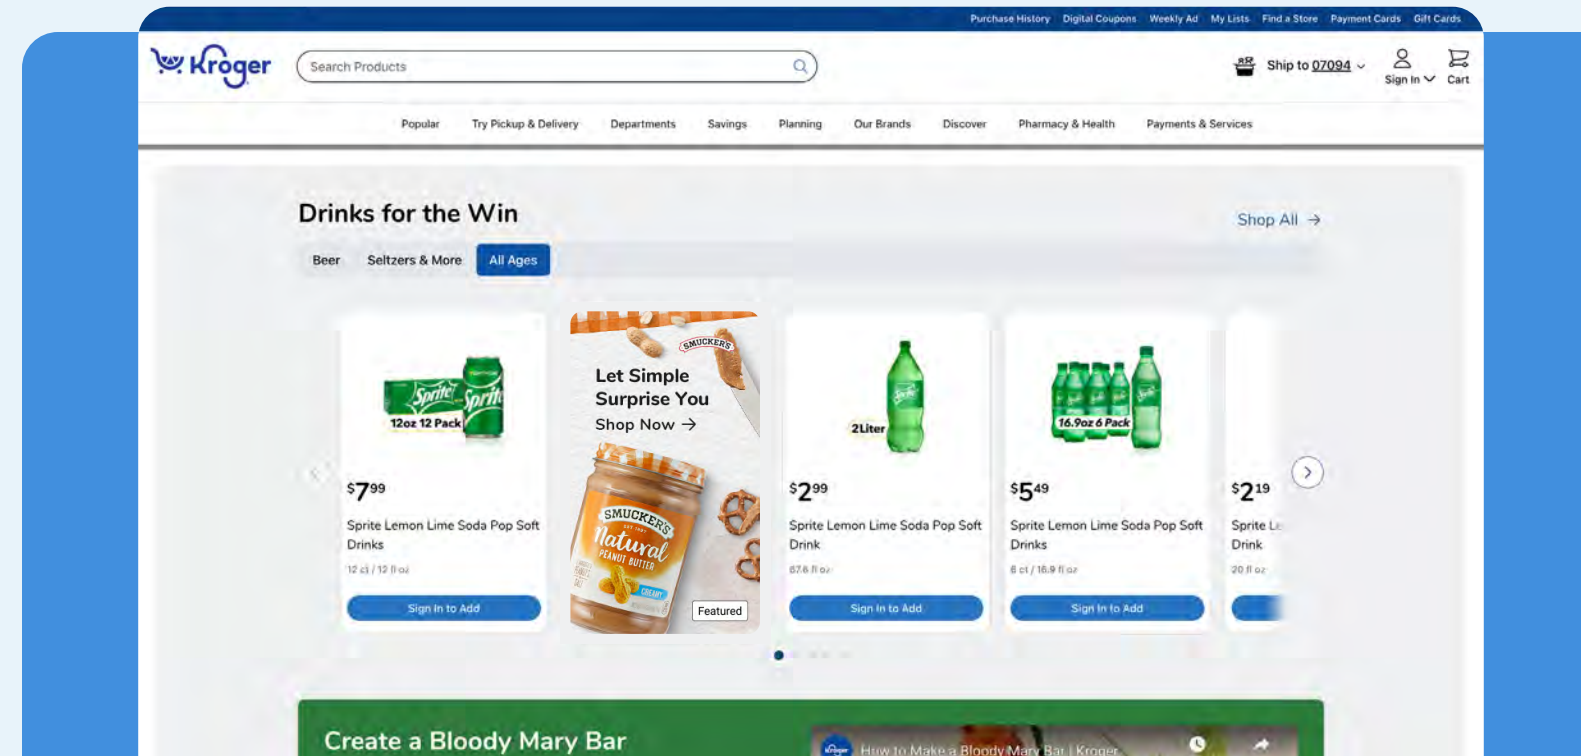 Purchase History Digital Coupons Weekly Ad My Lists Find a Store Payment Cards Gift Cards
Kroger
Search Products
Ship to 07094
Sign In
Cart
Popular Try Pickup & Delivery Departments Savings Planning Our Brands Discover Pharmacy & Health Payments & Services
Drinks for the Win
Shop All →
Beer Seltzers & More All Ages
Sprite
Sprite
12oz 12 Pack
$7.99
Sprite Lemon Lime Soda Pop Soft
Drinks
12 ct / 12 fl oz
Sign In to Add
SMUCKER'S
Let Simple
Surprise You
Shop Now →
SMUCKER'S
Natural
PEANUT BUTTER
CREAMY
Featured
Sprite
2Liter
$2.99
Sprite Lemon Lime Soda Pop Soft
Drink
67.6 fl oz
Sign In to Add
16.9oz 6 Pack
$5.49
Sprite Lemon Lime Soda Pop Soft
Drinks
6 ct / 16.9 fl oz
Sign In to Add
$2.19
Sprite Le
Drink
20 fl oz
Create a Bloody Mary Bar
Kroger
How to Make a Bloody Mary Bar | Kroger